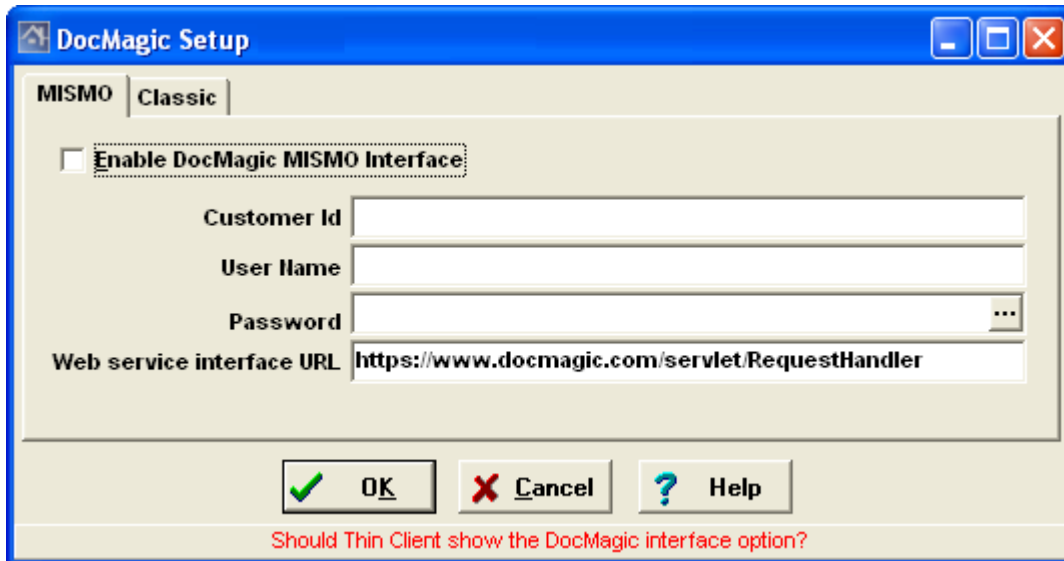 DocMagic Setup
MISMO Classic
Enable DocMagic MISMO Interface
Customer Id
User Name
Password ...
Web service interface URL https://www.docmagic.com/servlet/RequestHandler
OK Cancel ? Help
Should Thin Client show the DocMagic interface option?